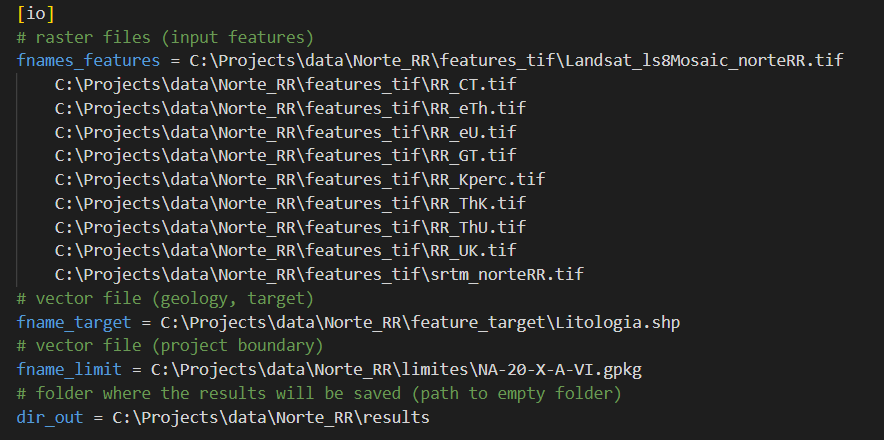 [io]
# raster files (input features)
fnames_features = C:\Projects\data\Norte_RR\features_tif\Landsat_ls8Mosaic_norteRR.tif
    C:\Projects\data\Norte_RR\features_tif\RR_CT.tif
    C:\Projects\data\Norte_RR\features_tif\RR_eTh.tif
    C:\Projects\data\Norte_RR\features_tif\RR_eU.tif
    C:\Projects\data\Norte_RR\features_tif\RR_GT.tif
    C:\Projects\data\Norte_RR\features_tif\RR_Kperc.tif
    C:\Projects\data\Norte_RR\features_tif\RR_ThK.tif
    C:\Projects\data\Norte_RR\features_tif\RR_ThU.tif
    C:\Projects\data\Norte_RR\features_tif\RR_UK.tif
    C:\Projects\data\Norte_RR\features_tif\srtm_norteRR.tif
# vector file (geology, target)
fname_target = C:\Projects\data\Norte_RR\feature_target\Litologia.shp
# vector file (project boundary)
fname_limit = C:\Projects\data\Norte_RR\limites\NA-20-X-A-VI.gpkg
# folder where the results will be saved (path to empty folder)
dir_out = C:\Projects\data\Norte_RR\results